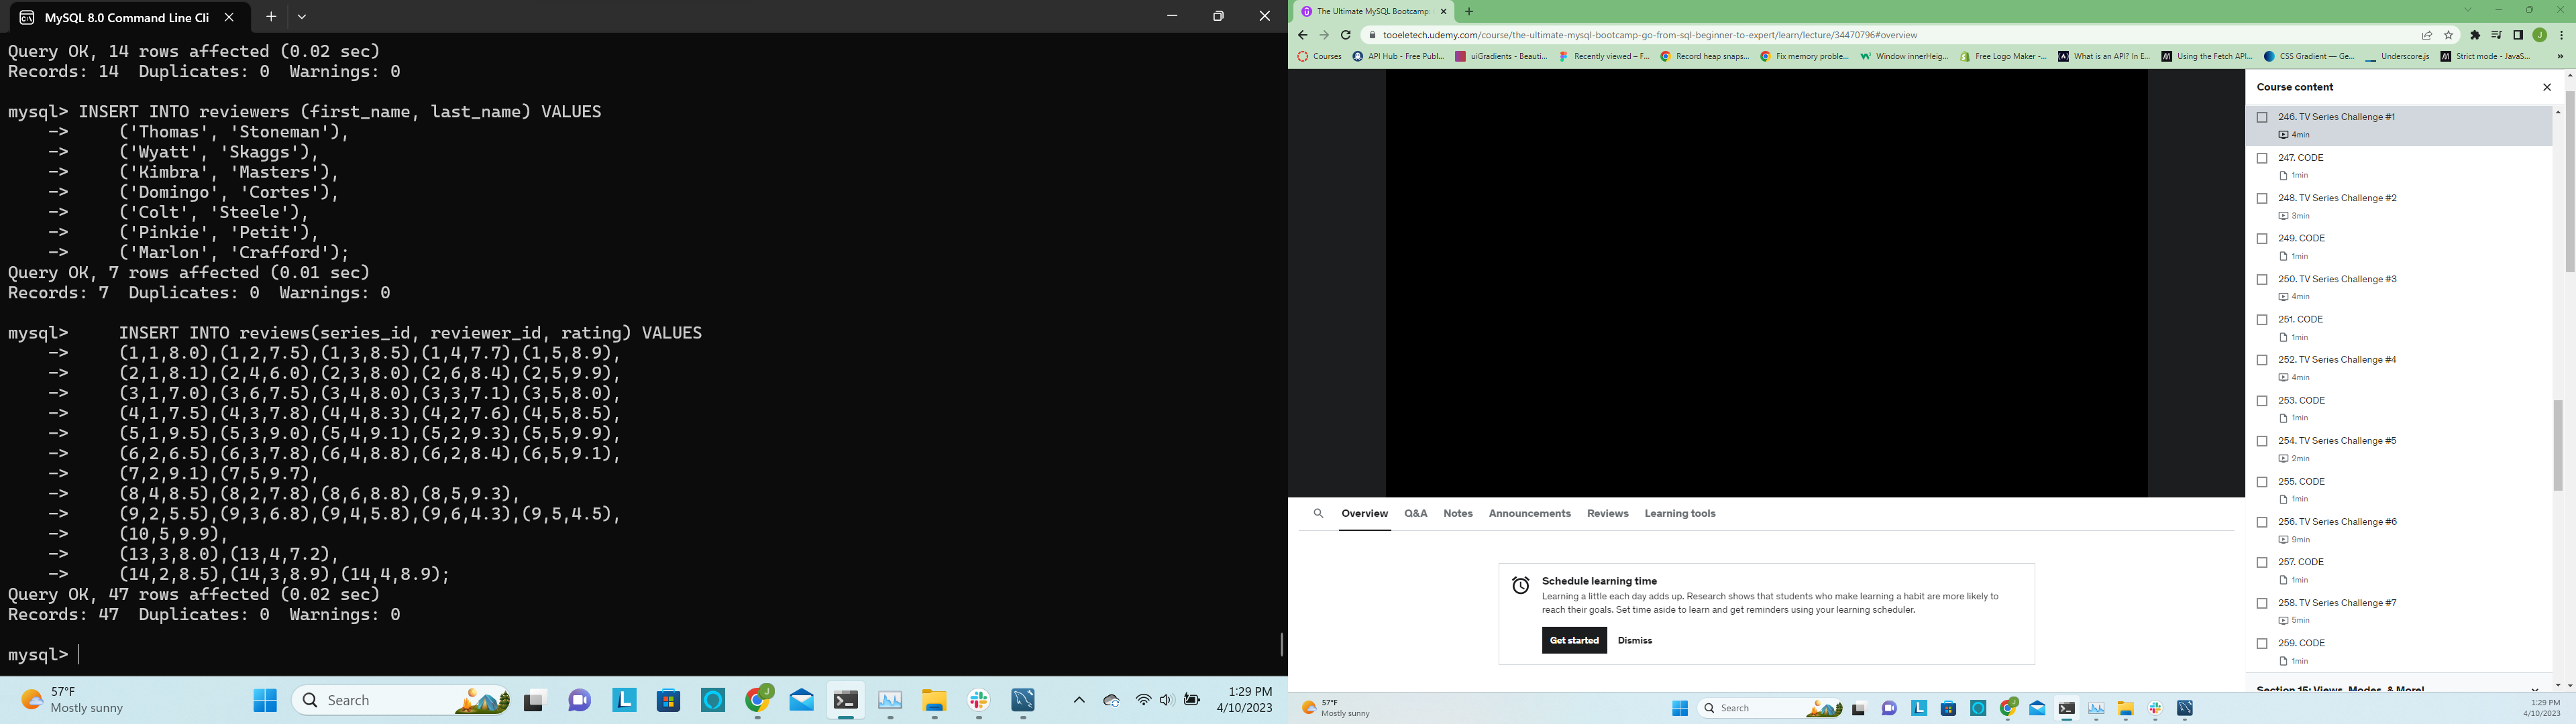 MySQL 8.0 Command Line Cli
Query OK, 14 rows affected (0.02 sec)
Records: 14  Duplicates: 0  Warnings: 0
mysql> INSERT INTO reviewers (first_name, last_name) VALUES
    ->     ('Thomas', 'Stoneman'),
    ->     ('Wyatt', 'Skaggs'),
    ->     ('Kimbra', 'Masters'),
    ->     ('Domingo', 'Cortes'),
    ->     ('Colt', 'Steele'),
    ->     ('Pinkie', 'Petit'),
    ->     ('Marlon', 'Crafford');
Query OK, 7 rows affected (0.01 sec)
Records: 7  Duplicates: 0  Warnings: 0
mysql>     INSERT INTO reviews(series_id, reviewer_id, rating) VALUES
    ->     (1,1,8.0),(1,2,7.5),(1,3,8.5),(1,4,7.7),(1,5,8.9),
    ->     (2,1,8.1),(2,4,6.0),(2,3,8.0),(2,6,8.4),(2,5,9.9),
    ->     (3,1,7.0),(3,6,7.5),(3,4,8.0),(3,3,7.1),(3,5,8.0),
    ->     (4,1,7.5),(4,3,7.8),(4,4,8.3),(4,2,7.6),(4,5,8.5),
    ->     (5,1,9.5),(5,3,9.0),(5,4,9.1),(5,2,9.3),(5,5,9.9),
    ->     (6,2,6.5),(6,3,7.8),(6,4,8.8),(6,2,8.4),(6,5,9.1),
    ->     (7,2,9.1),(7,5,9.7),
    ->     (8,4,8.5),(8,2,7.8),(8,6,8.8),(8,5,9.3),
    ->     (9,2,5.5),(9,3,6.8),(9,4,5.8),(9,6,4.3),(9,5,4.5),
    ->     (10,5,9.9),
    ->     (13,3,8.0),(13,4,7.2),
    ->     (14,2,8.5),(14,3,8.9),(14,4,8.9);
Query OK, 47 rows affected (0.02 sec)
Records: 47  Duplicates: 0  Warnings: 0
mysql>
57°F
Mostly sunny
Search
1:29 PM
4/10/2023
The Ultimate MySQL Bootcamp:
tooeletech.udemy.com/course/the-ultimate-mysql-bootcamp-go-from-sql-beginner-to-expert/learn/lecture/34470796#overview
Courses API Hub - Free Publ... uiGradients - Beauti... Recently viewed – F... Record heap snaps... Fix memory proble... Window innerHeig... Free Logo Maker -... What is an API? In E... Using the Fetch API... CSS Gradient — Ge... Underscore.js Strict mode - JavaS... »
Course content
246. TV Series Challenge #1
4min
247. CODE
1min
248. TV Series Challenge #2
3min
249. CODE
1min
250. TV Series Challenge #3
4min
251. CODE
1min
252. TV Series Challenge #4
4min
253. CODE
1min
254. TV Series Challenge #5
2min
255. CODE
1min
256. TV Series Challenge #6
9min
257. CODE
1min
258. TV Series Challenge #7
5min
259. CODE
1min
Section 15: Views, Modes, & More!
Overview Q&A Notes Announcements Reviews Learning tools
Schedule learning time
Learning a little each day adds up. Research shows that students who make learning a habit are more likely to
reach their goals. Set time aside to learn and get reminders using your learning scheduler.
Get started Dismiss
57°F
Mostly sunny
Search
1:29 PM
4/10/2023